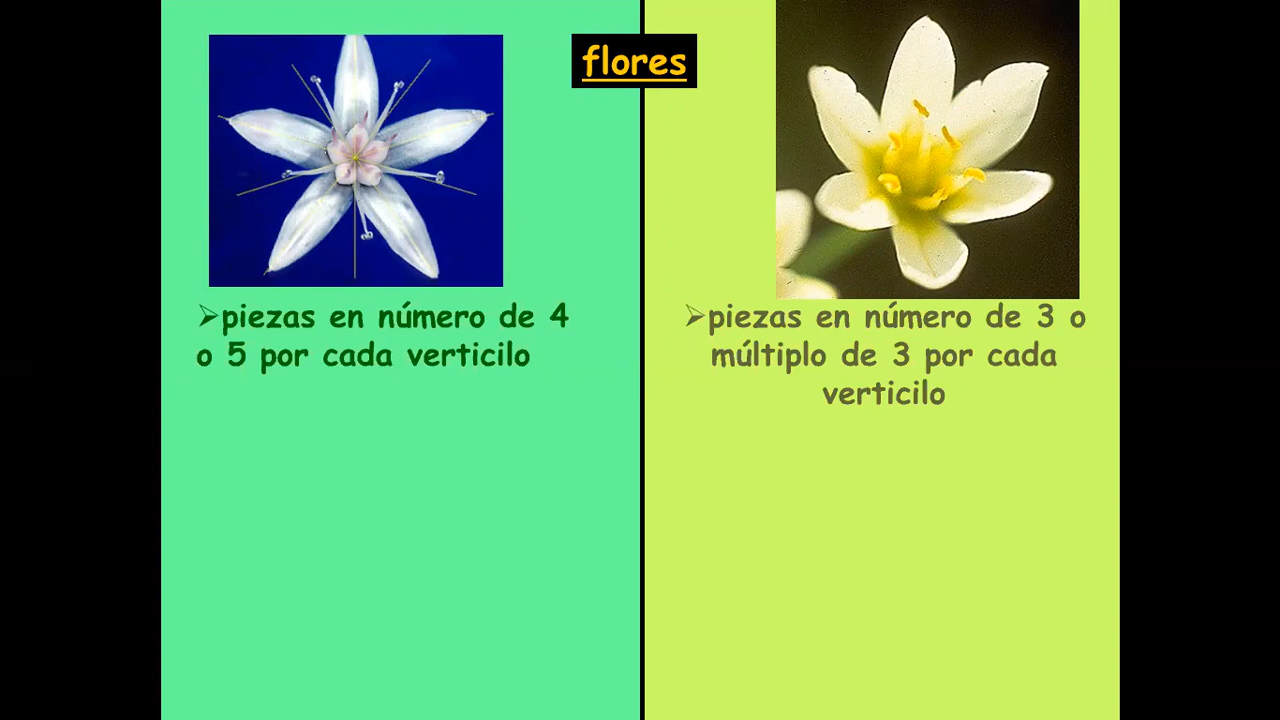 flores
➢piezas en número de 4
o 5 por cada verticilo
➢piezas en número de 3 o
múltiplo de 3 por cada
verticilo